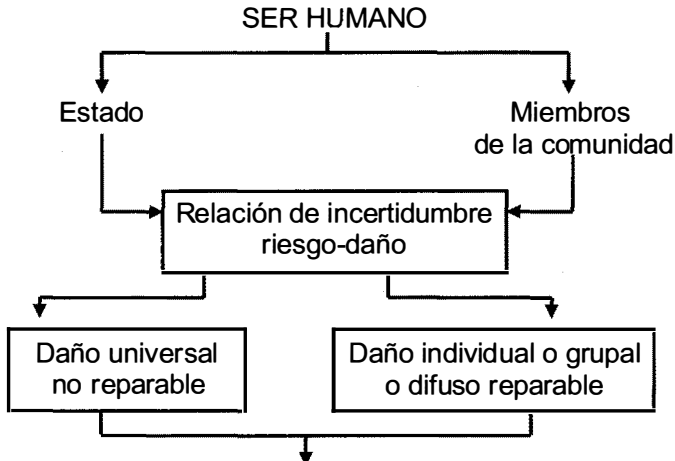 SER HUMANO
Estado
Miembros
de la comunidad
Relación de incertidumbre
riesgo-daño
Daño universal
no reparable
Daño individual o grupal
o difuso reparable